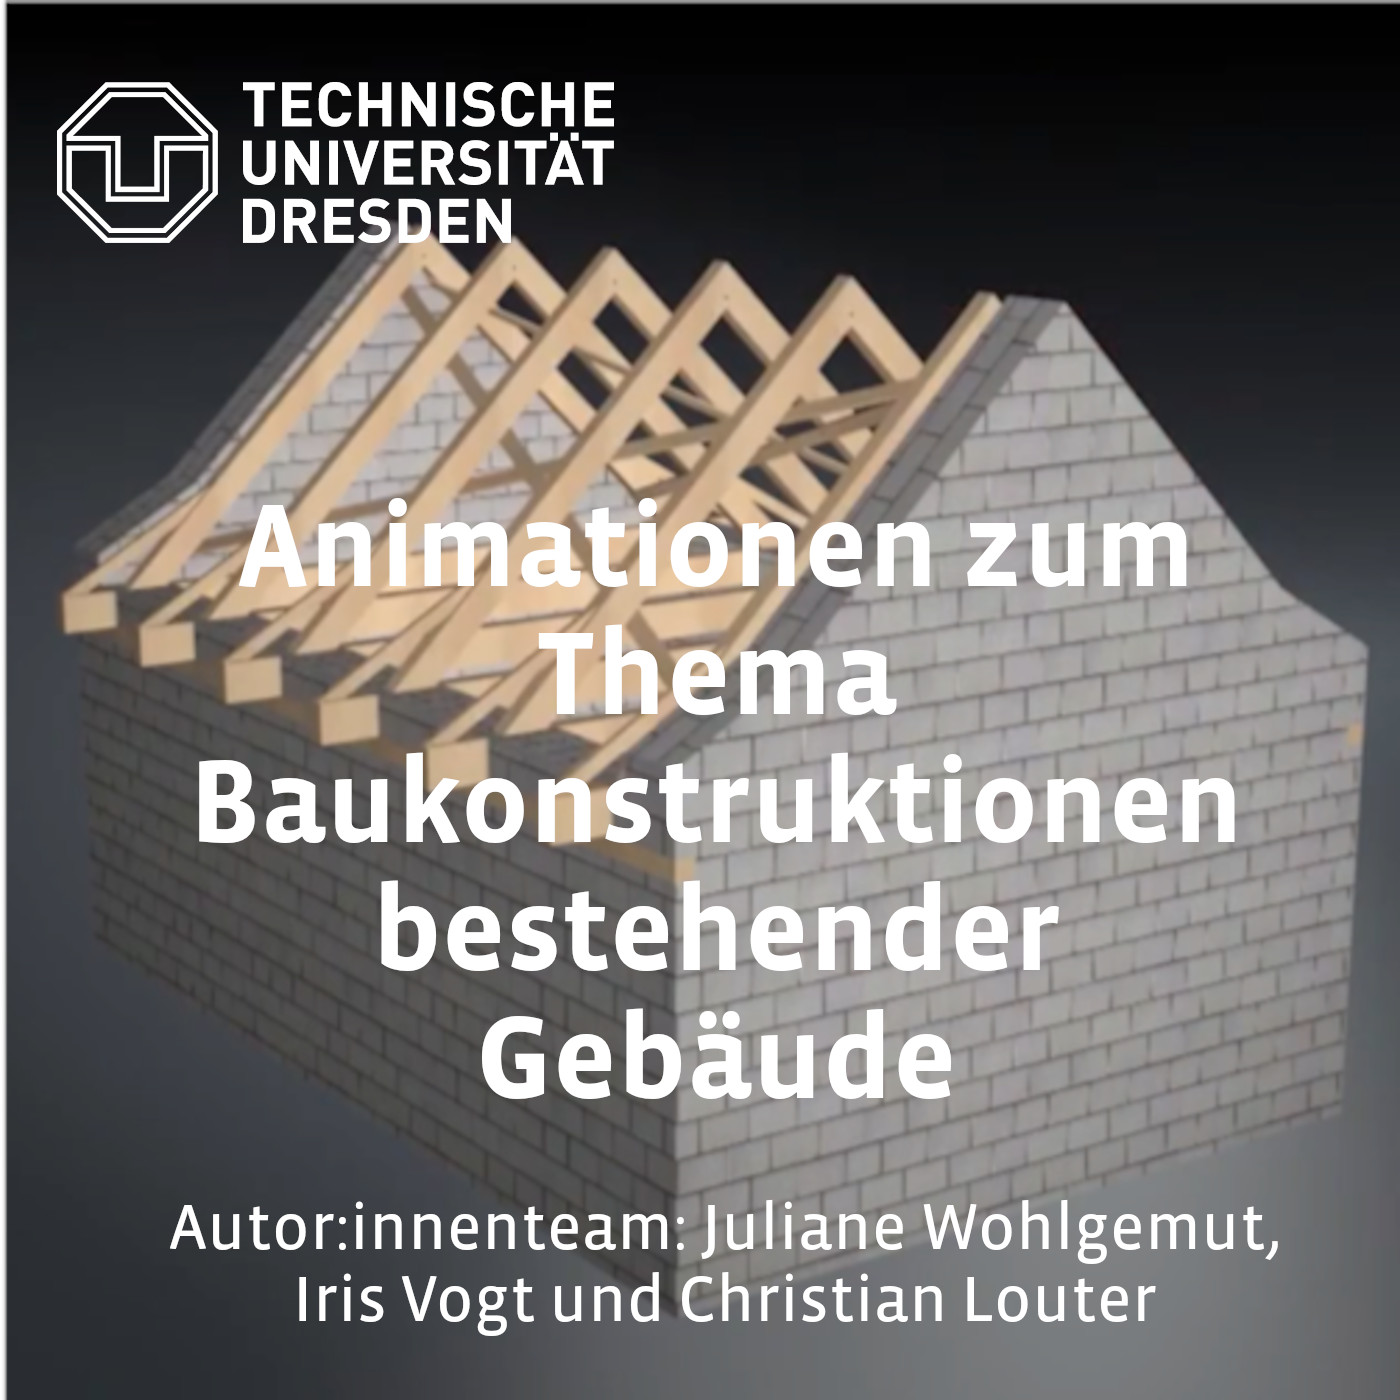 TECHNISCHE
UNIVERSITÄT
DRESDEN
Animationen zum
Thema
Baukonstruktionen
bestehender
Gebäude
Autor:innenteam: Juliane Wohlgemut,
Iris Vogt und Christian Louter